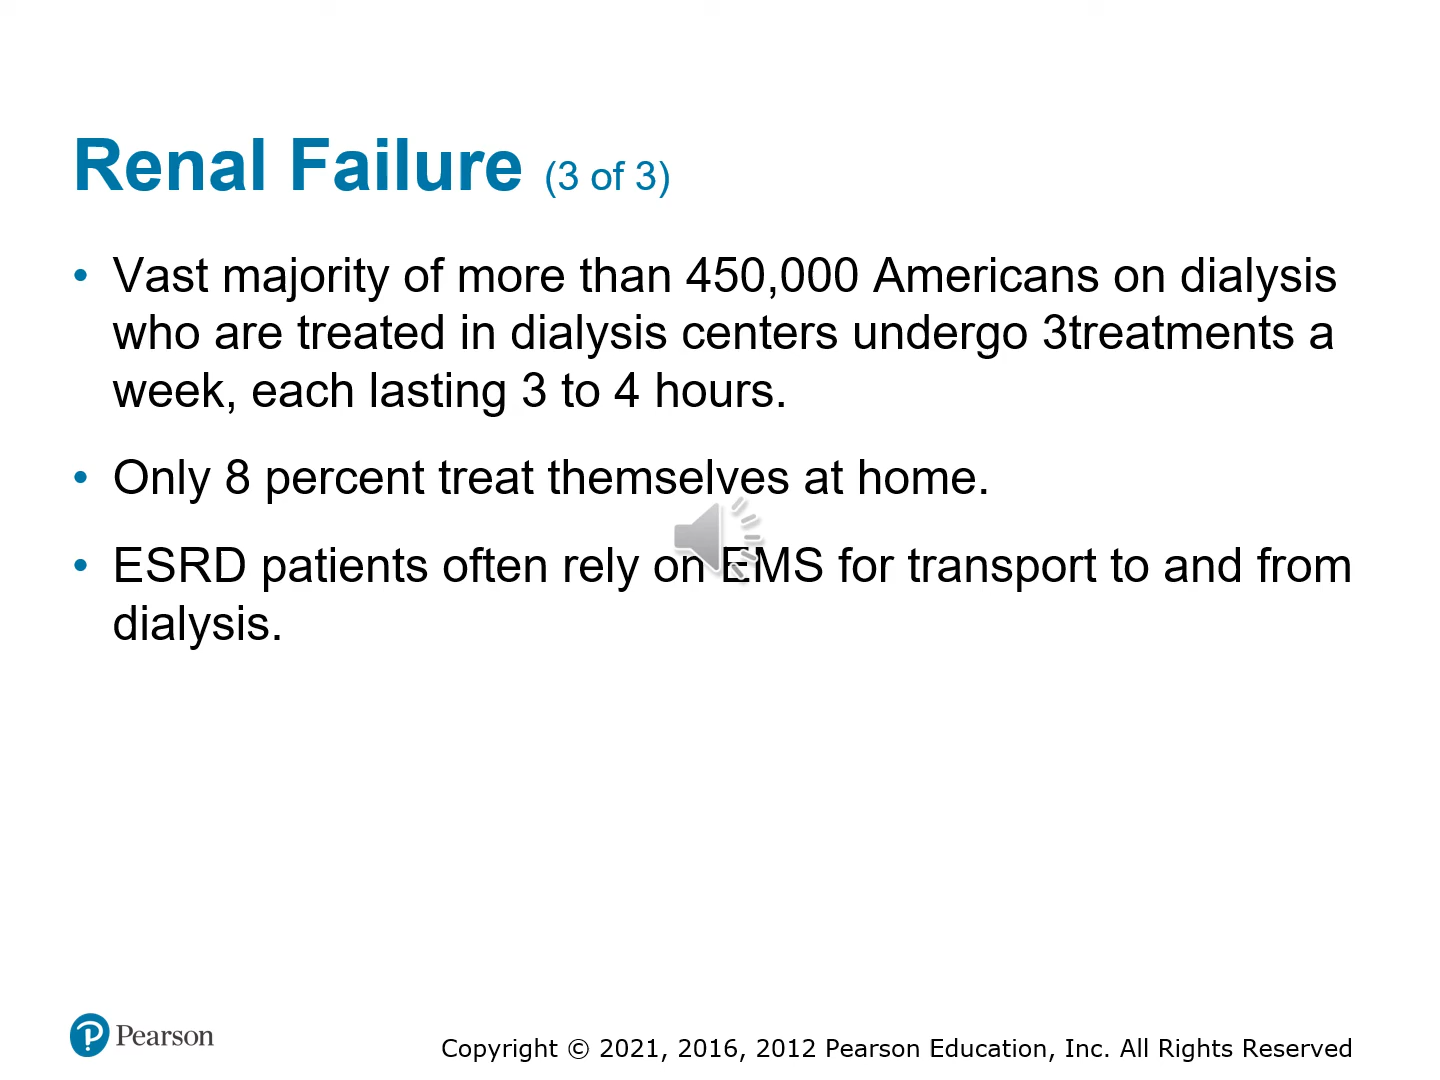 Renal Failure (3 of 3)
• Vast majority of more than 450,000 Americans on dialysis
who are treated in dialysis centers undergo 3treatments a
week, each lasting 3 to 4 hours.
• Only 8 percent treat themselves at home.
• ESRD patients often rely on EMS for transport to and from
dialysis.
Pearson
Copyright © 2021, 2016, 2012 Pearson Education, Inc. All Rights Reserved